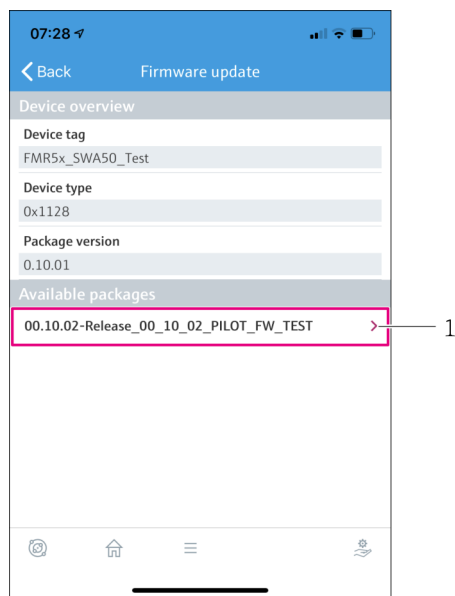 07:28
Back
Firmware update
Device overview
Device tag
FMR5x_SWA50_Test
Device type
0x1128
Package version
0.10.01
Available packages
00.10.02-Release_00_10_02_PILOT_FW_TEST
1